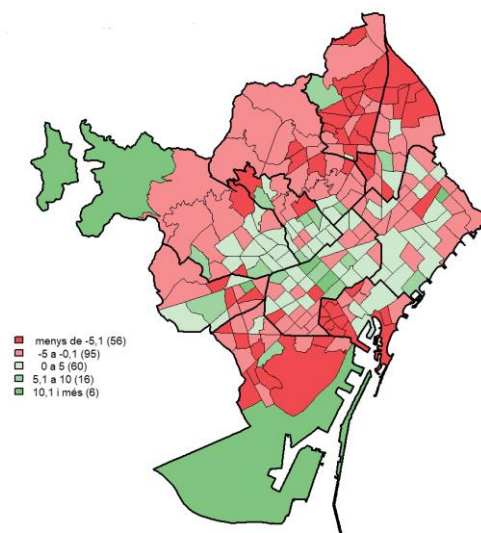 menys de -5,1 (56)
-5 a -0,1 (95)
0 a 5 (60)
5,1 a 10 (16)
10,1 i més (6)